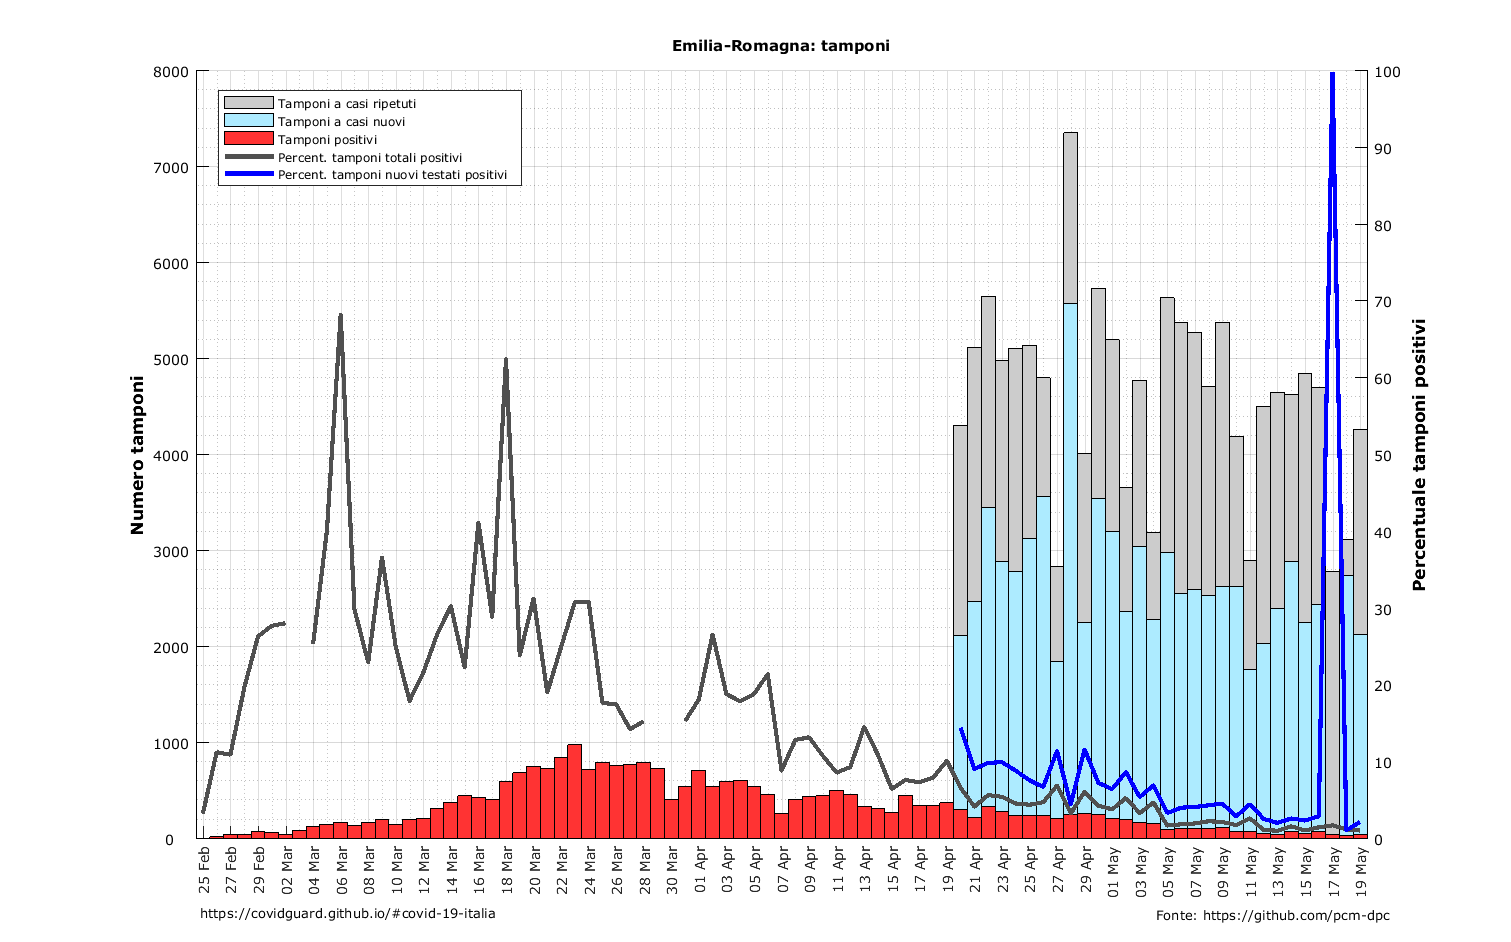 Emilia-Romagna: tamponi
Tamponi a casi ripetuti
Tamponi a casi nuovi
Tamponi positivi
Percent. tamponi totali positivi
Percent. tamponi nuovi testati positivi
Numero tamponi
8000
7000
6000
5000
4000
3000
2000
1000
0
Percentuale tamponi positivi
100
90
80
70
60
50
40
30
20
10
0
25 Feb
27 Feb
29 Feb
02 Mar
04 Mar
06 Mar
08 Mar
10 Mar
12 Mar
14 Mar
16 Mar
18 Mar
20 Mar
22 Mar
24 Mar
26 Mar
28 Mar
30 Mar
01 Apr
03 Apr
05 Apr
07 Apr
09 Apr
11 Apr
13 Apr
15 Apr
17 Apr
19 Apr
21 Apr
23 Apr
25 Apr
27 Apr
29 Apr
01 May
03 May
05 May
07 May
09 May
11 May
13 May
15 May
17 May
19 May
https://covidguard.github.io/#covid-19-italia
Fonte: https://github.com/pcm-dpc